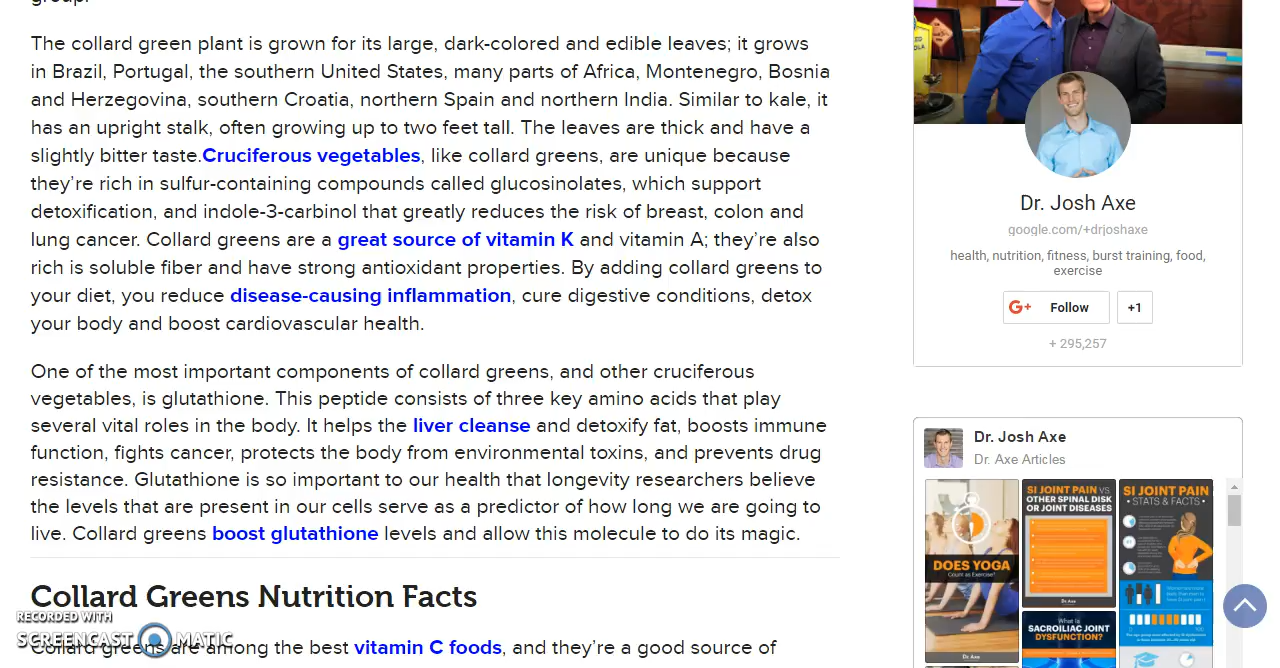 group.
The collard green plant is grown for its large, dark-colored and edible leaves; it grows
in Brazil, Portugal, the southern United States, many parts of Africa, Montenegro, Bosnia
and Herzegovina, southern Croatia, northern Spain and northern India. Similar to kale, it
has an upright stalk, often growing up to two feet tall. The leaves are thick and have a
slightly bitter taste.Cruciferous vegetables, like collard greens, are unique because
they’re rich in sulfur-containing compounds called glucosinolates, which support
detoxification, and indole-3-carbinol that greatly reduces the risk of breast, colon and
lung cancer. Collard greens are a great source of vitamin K and vitamin A; they’re also
rich is soluble fiber and have strong antioxidant properties. By adding collard greens to
your diet, you reduce disease-causing inflammation, cure digestive conditions, detox
your body and boost cardiovascular health.
One of the most important components of collard greens, and other cruciferous
vegetables, is glutathione. This peptide consists of three key amino acids that play
several vital roles in the body. It helps the liver cleanse and detoxify fat, boosts immune
function, fights cancer, protects the body from environmental toxins, and prevents drug
resistance. Glutathione is so important to our health that longevity researchers believe
the levels that are present in our cells serve as a predictor of how long we are going to
live. Collard greens boost glutathione levels and allow this molecule to do its magic.
Collard Greens Nutrition Facts
Collard greens are among the best vitamin C foods, and they’re a good source of
RECORDED WITH
SCREENCAST MATIC
Dr. Josh Axe
google.com/+drjoshaxe
health, nutrition, fitness, burst training, food,
exercise
G+ Follow
+1
+ 295,257
Dr. Josh Axe
Dr. Axe Articles
DOES YOGA
Count as Exercise?
Dr. Axe
SI JOINT PAIN VS.
OTHER SPINAL DISK
OR JOINT DISEASES
Dr. Axe
What Is
SACROILIAC JOINT
DYSFUNCTION?
SI JOINT PAIN
• STATS & FACTS •